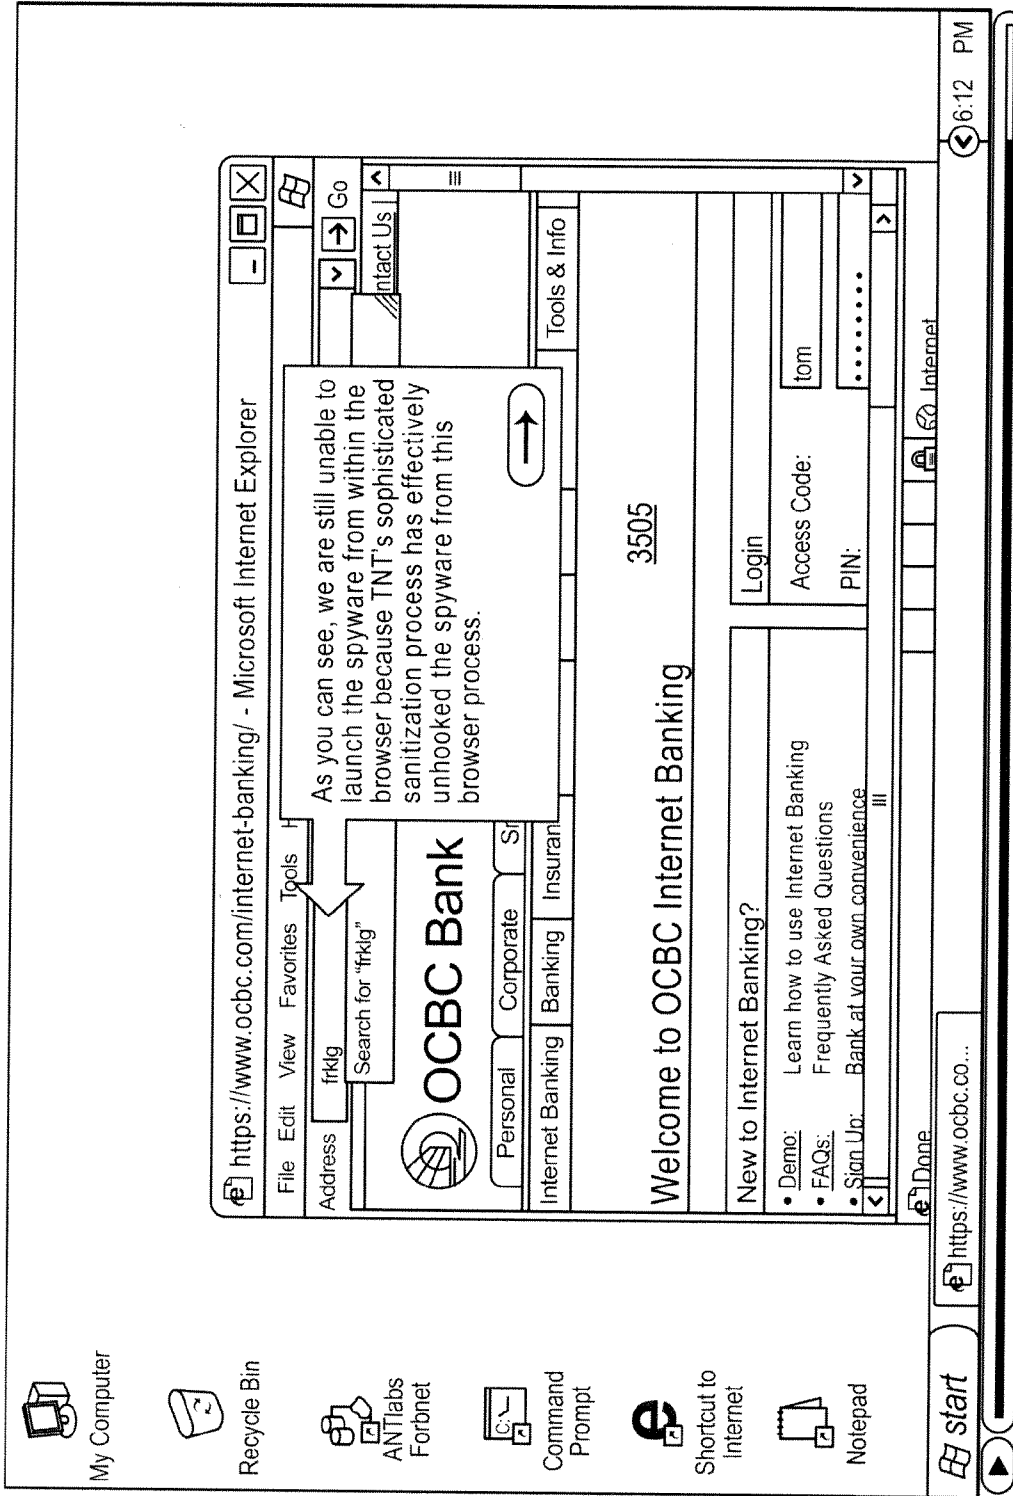 My Computer
Recycle Bin
ANTlabs
Forbnet
Command
Prompt
Shortcut to
Internet
Notepad
https://www.ocbc.com/internet-banking/ - Microsoft Internet Explorer
File Edit View Favorites Tools H
Address frklg Go
Search for "frklg"
ntact Us
As you can see, we are still unable to
launch the spyware from within the
browser because TNT's sophisticated
sanitization process has effectively
unhooked the spyware from this
browser process.
OCBC Bank
Personal Corporate Sr
Internet Banking Banking Insuran Tools & Info
3505
Welcome to OCBC Internet Banking
New to Internet Banking?
• Demo: Learn how to use Internet Banking
• FAQs: Frequently Asked Questions
• Sign Up: Bank at your own convenience
Login
Access Code: tom
PIN: ........
Done Internet
start https://www.ocbc.co... 6:12 PM